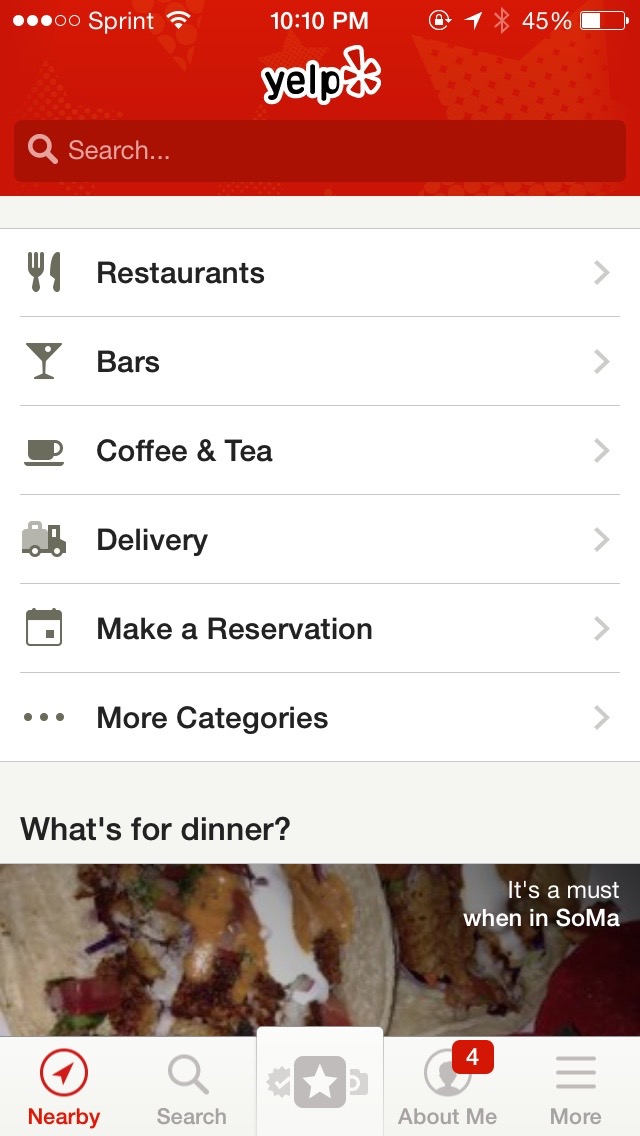 Sprint 10:10 PM 45%
yelp
Search...
Restaurants
Bars
Coffee & Tea
Delivery
Make a Reservation
More Categories
What's for dinner?
It's a must
when in SoMa
4
Nearby Search About Me More